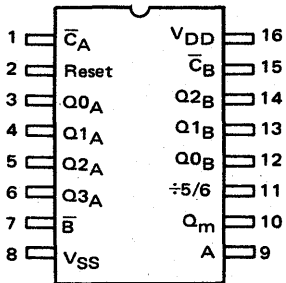 1 C̅A VDD 16
2 Reset C̅B 15
3 Q0A Q2B 14
4 Q1A Q1B 13
5 Q2A Q0B 12
6 Q3A ÷5/6 11
7 B̅ Qm 10
8 VSS A 9